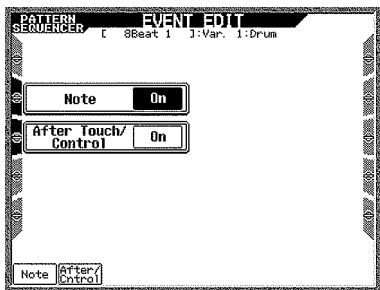 PATTERN SEQUENCER EVENT EDIT
[ 8Beat 1 ]:Var. 1:Drum
Note On
After Touch/
Control On
Note After/
Cntrol